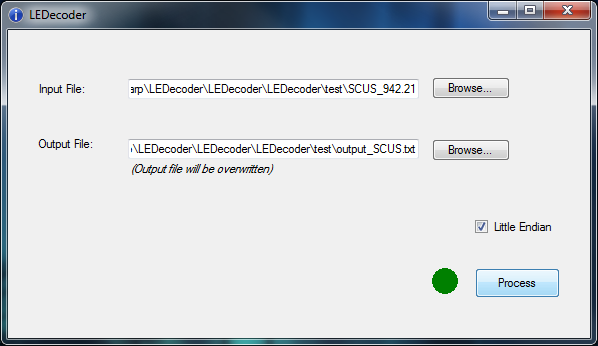 LEDecoder
Input File:
arp\LEDecoder\LEDecoder\LEDecoder\test\SCUS_942.21
Browse...
Output File:
\LEDecoder\LEDecoder\LEDecoder\test\output_SCUS.txt
Browse...
(Output file will be overwritten)
Little Endian
Process